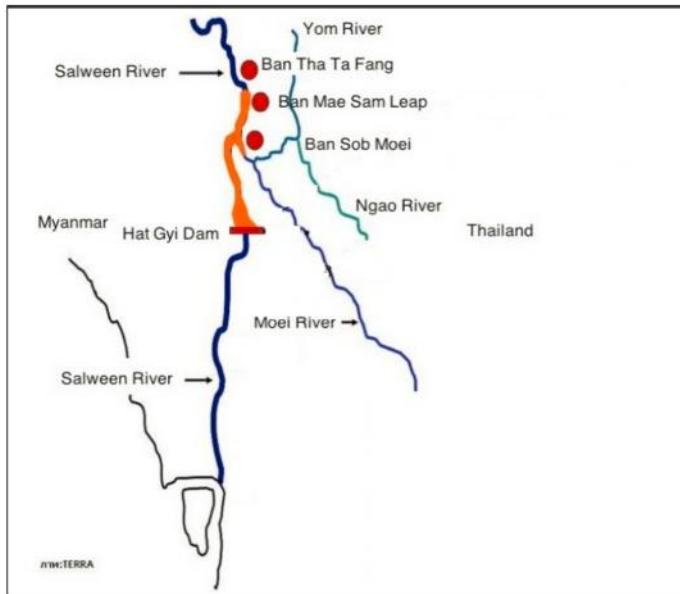 Yom River
Salween River
Ban Tha Ta Fang
Ban Mae Sam Leap
Ban Sob Moei
Ngao River
Myanmar
Hat Gyi Dam
Thailand
Moei River
Salween River
ภาพ:TERRA